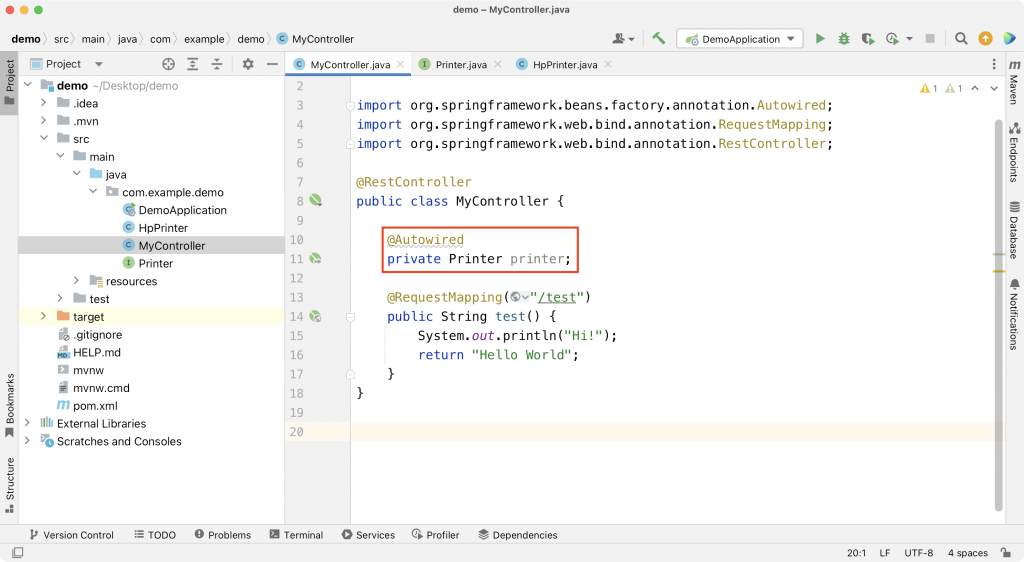 demo – MyController.java
demo src main java com example demo MyController
DemoApplication
Project
MyController.java
Printer.java
HpPrinter.java
Project
demo ~/Desktop/demo
.idea
.mvn
src
main
java
com.example.demo
DemoApplication
HpPrinter
MyController
Printer
resources
test
target
.gitignore
HELP.md
mvnw
mvnw.cmd
pom.xml
External Libraries
Scratches and Consoles
Bookmarks
Structure
1 1
2
3 import org.springframework.beans.factory.annotation.Autowired;
4 import org.springframework.web.bind.annotation.RequestMapping;
5 import org.springframework.web.bind.annotation.RestController;
6
7 @RestController
8 public class MyController {
9
10 @Autowired
11 private Printer printer;
12
13 @RequestMapping("/test")
14 public String test() {
15 System.out.println("Hi!");
16 return "Hello World";
17 }
18 }
19
20
Maven
Endpoints
Database
Notifications
Version Control TODO Problems Terminal Services Profiler Dependencies
20:1 LF UTF-8 4 spaces